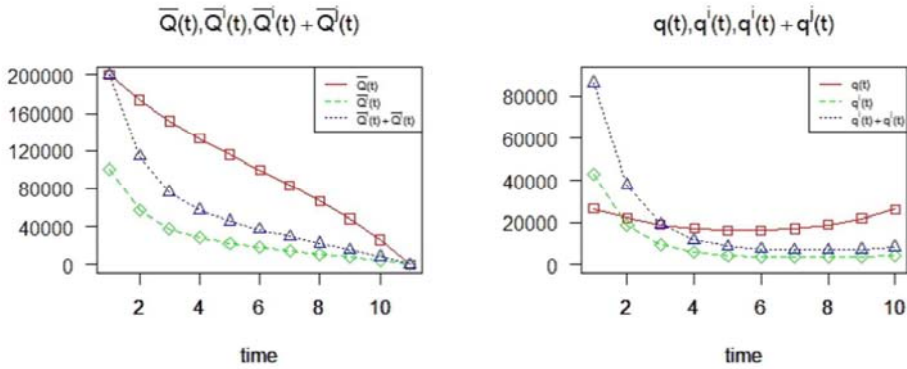 Q̅(t),Q̅ⁱ(t),Q̅ⁱ(t) + Q̅ʲ(t)
200000
160000
120000
80000
40000
0
2
4
6
8
10
time
Q̅(t)
Q̅ⁱ(t)
Q̅ⁱ(t) + Q̅ʲ(t)
q(t),qⁱ(t),qⁱ(t) + qʲ(t)
80000
60000
40000
20000
0
2
4
6
8
10
time
q(t)
qⁱ(t)
qⁱ(t) + qʲ(t)